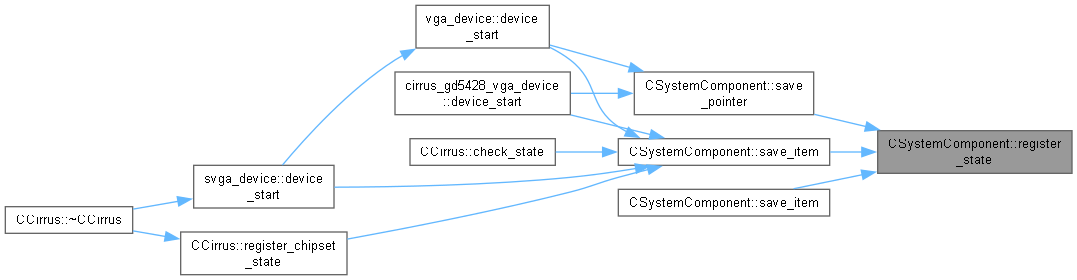 vga_device::device
_start
cirrus_gd5428_vga_device
::device_start
CSystemComponent::save
_pointer
CSystemComponent::register
_state
CCirrus::check_state
CSystemComponent::save_item
svga_device::device
_start
CSystemComponent::save_item
CCirrus::~CCirrus
CCirrus::register_chipset
_state